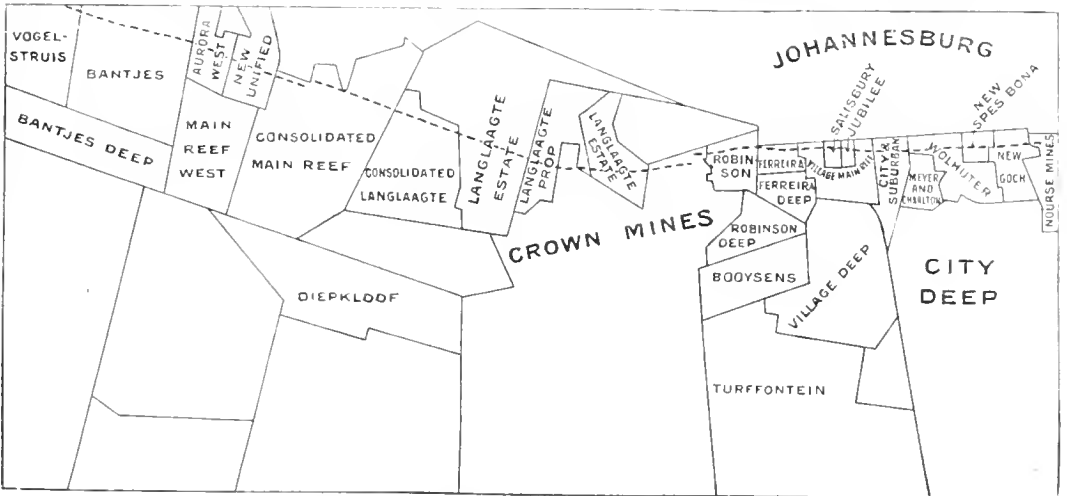 VOGEL-
STRUIS
BANTJES
AURORA
WEST
NEW
UNIFIED
BANTJES DEEP
MAIN
REEF
WEST
CONSOLIDATED
MAIN REEF
CONSOLIDATED
LANGLAAGTE
LANGLAAGTE
ESTATE
LANGLAAGTE
PROP
LANGLAAGTE
ESTATE
CROWN MINES
DIEPKLOOF
JOHANNESBURG
ROBIN
SON
FERREIRA
FERREIRA
DEEP
ROBINSON
DEEP
BOOYSENS
VILLAGE DEEP
TURFFONTEIN
SALISBURY
JUBILEE
VILLAGE MAIN
CITY &
SUBURBAN
MEYER
AND
CHARLTON
WOLHUTER
NEW
SPES BONA
NEW
GOCH
NOURSE MINES
CITY
DEEP